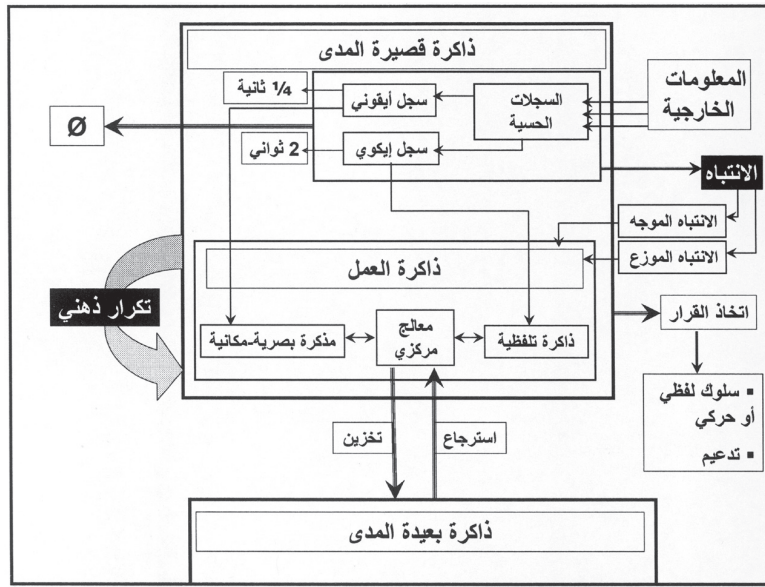 ذاكرة قصيرة المدى
المعلومات
الخارجية
السجلات
الحسية
سجل أيقوني
¼ ثانية
سجل إيكوي
2 ثواني
Ø
الانتباه
الانتباه الموجه
الانتباه الموزع
ذاكرة العمل
ذاكرة تلفظية
معالج
مركزي
مذكرة بصرية-مكانية
تكرار ذهني
اتخاذ القرار
▪ سلوك لفظي
أو حركي
▪ تدعيم
استرجاع
تخزين
ذاكرة بعيدة المدى